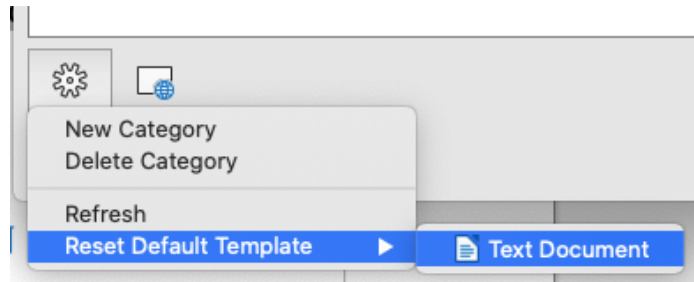 New Category
Delete Category
Refresh
Reset Default Template
Text Document